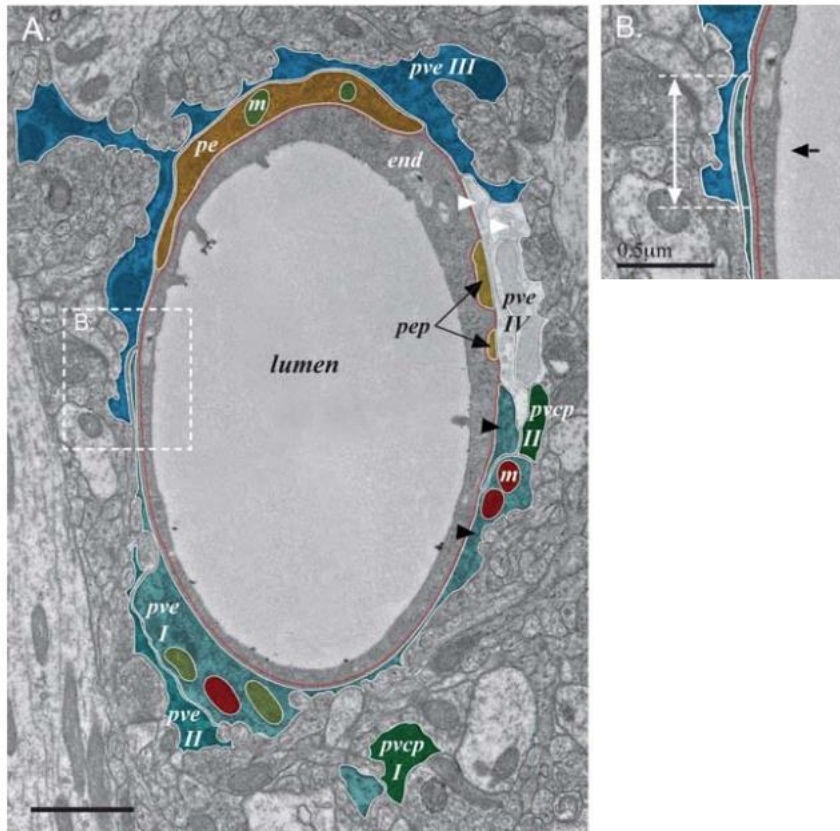 A.
pve III
m
pe
end
B.
pve
IV
pep
lumen
pvcp
II
m
pve
I
pve
II
pvcp
I
B.
0.5µm